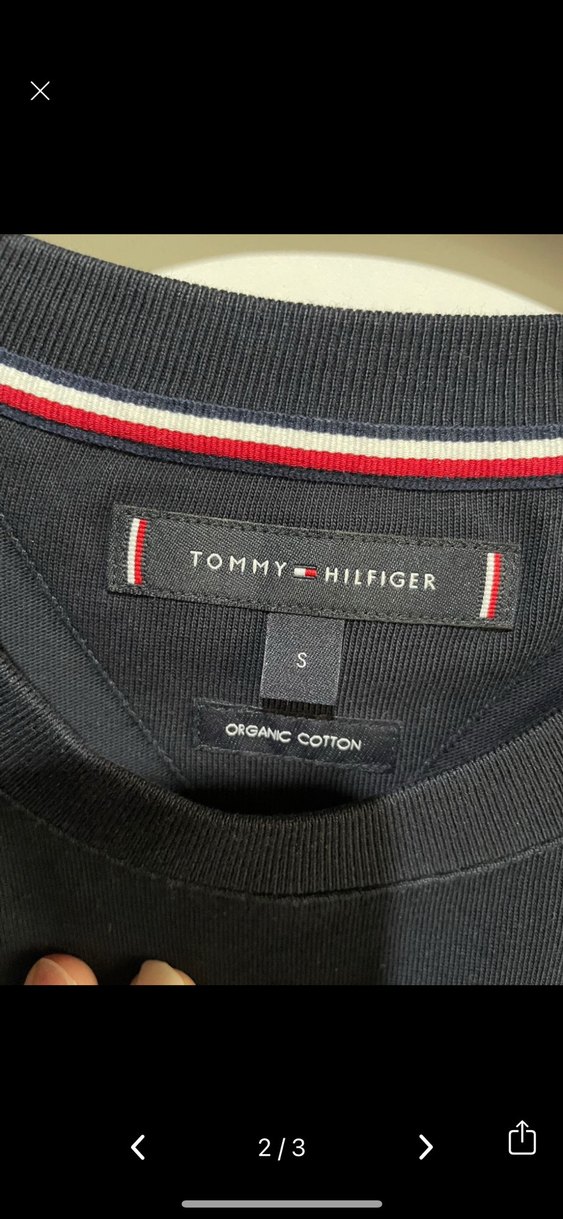 TOMMY HILFIGER
S
ORGANIC COTTON
2/3